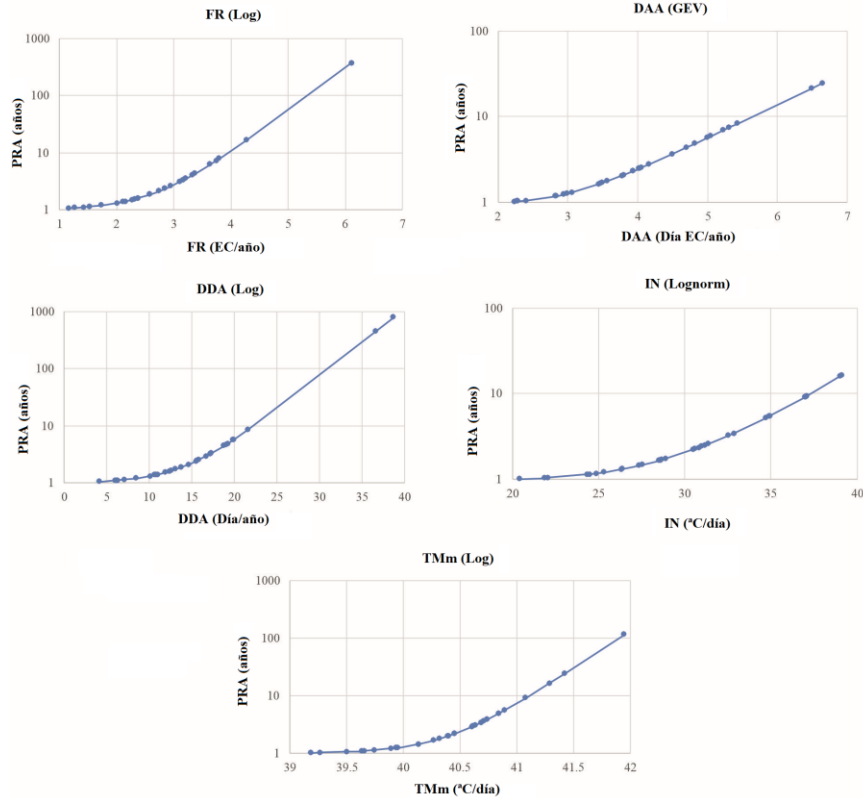 FR (Log)
1000
100
10
1
PRA (años)
1 2 3 4 5 6 7
FR (EC/año)
DAA (GEV)
100
10
1
PRA (años)
2 3 4 5 6 7
DAA (Día EC/año)
DDA (Log)
1000
100
10
1
PRA (años)
0 5 10 15 20 25 30 35 40
DDA (Día/año)
IN (Lognorm)
100
10
1
PRA (años)
20 25 30 35 40
IN (ªC/día)
TMm (Log)
1000
100
10
1
PRA (años)
39 39.5 40 40.5 41 41.5 42
TMm (ªC/día)